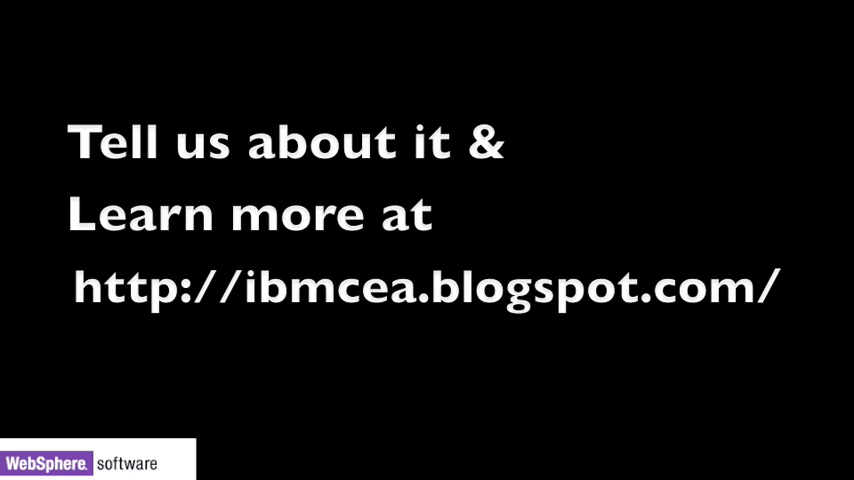 Tell us about it &
Learn more at
http://ibmcea.blogspot.com/
WebSphere. software